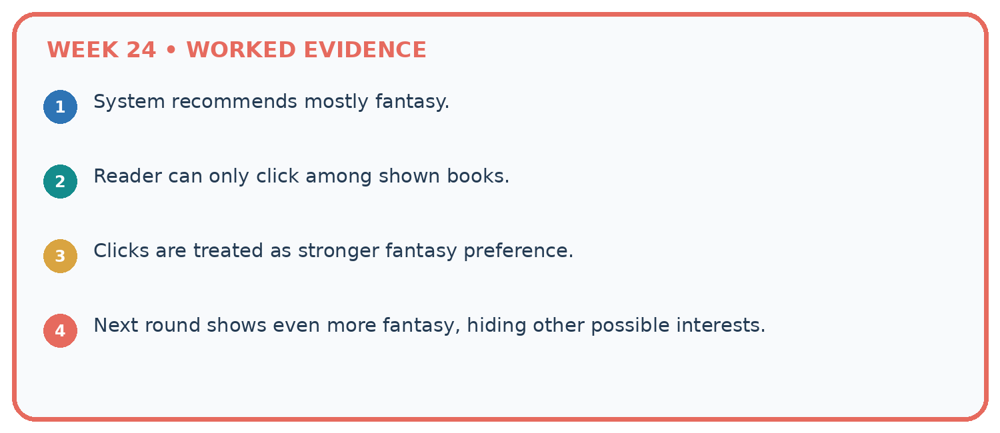 WEEK 24 • WORKED EVIDENCE
1 System recommends mostly fantasy.
2 Reader can only click among shown books.
3 Clicks are treated as stronger fantasy preference.
4 Next round shows even more fantasy, hiding other possible interests.